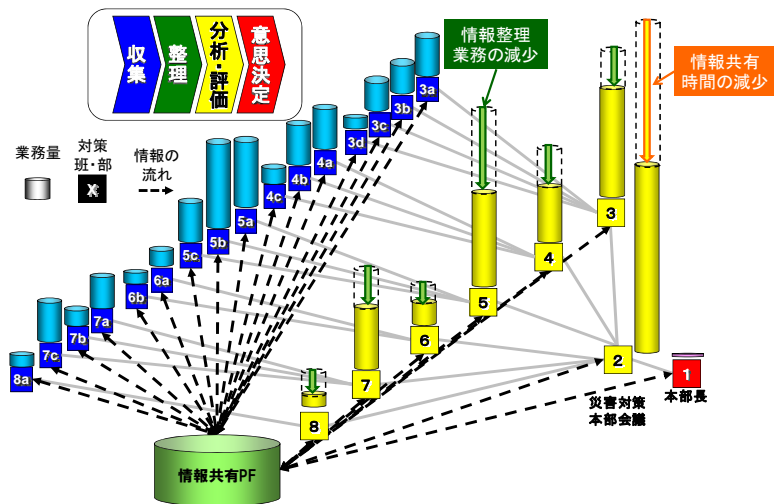 収集
整理
分析・評価
意思決定
業務量
対策
班・部
情報の
流れ
X
情報整理
業務の減少
情報共有
時間の減少
3a
3b
3c
3d
4a
4b
4c
5a
5b
5c
6a
6b
7a
7b
7c
8a
3
4
5
6
7
8
2
1
災害対策
本部会議
本部長
情報共有PF